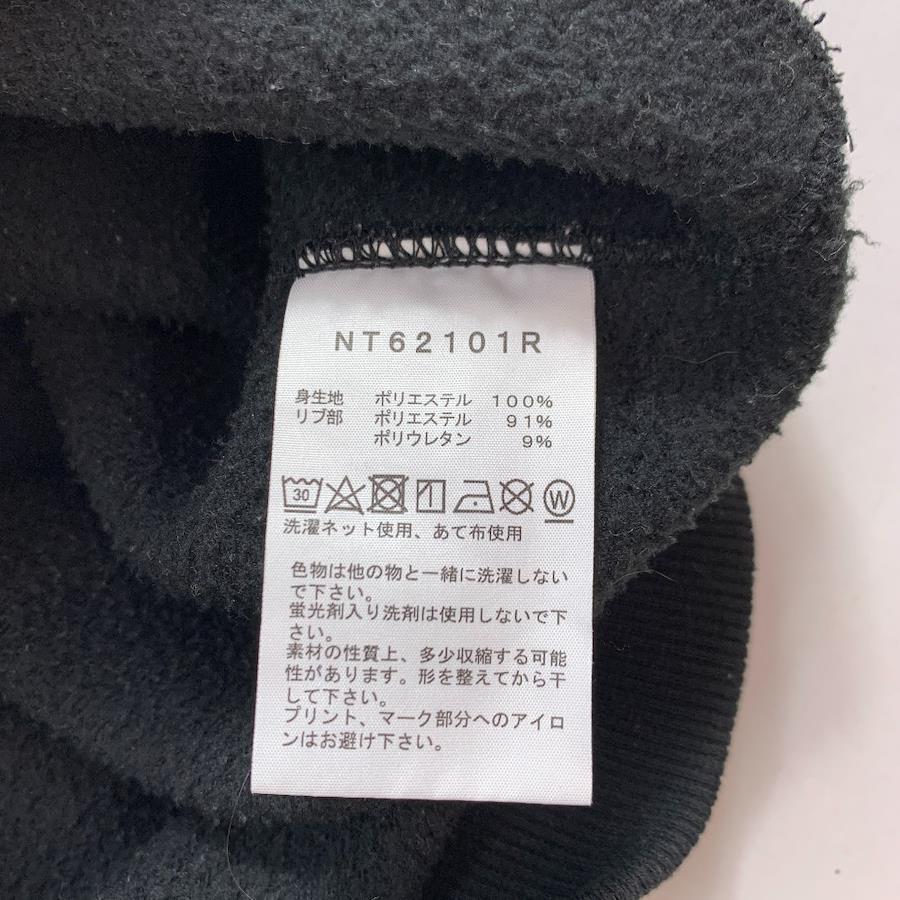 NT62101R
身生地 ポリエステル 100%
リブ部 ポリエステル 91%
ポリウレタン 9%
30 W
洗濯ネット使用、あて布使用
色物は他の物と一緒に洗濯しない
で下さい。
蛍光剤入り洗剤は使用しないで下
さい。
素材の性質上、多少収縮する可能
性があります。形を整えてから干
して下さい。
プリント、マーク部分へのアイロ
ンはお避け下さい。